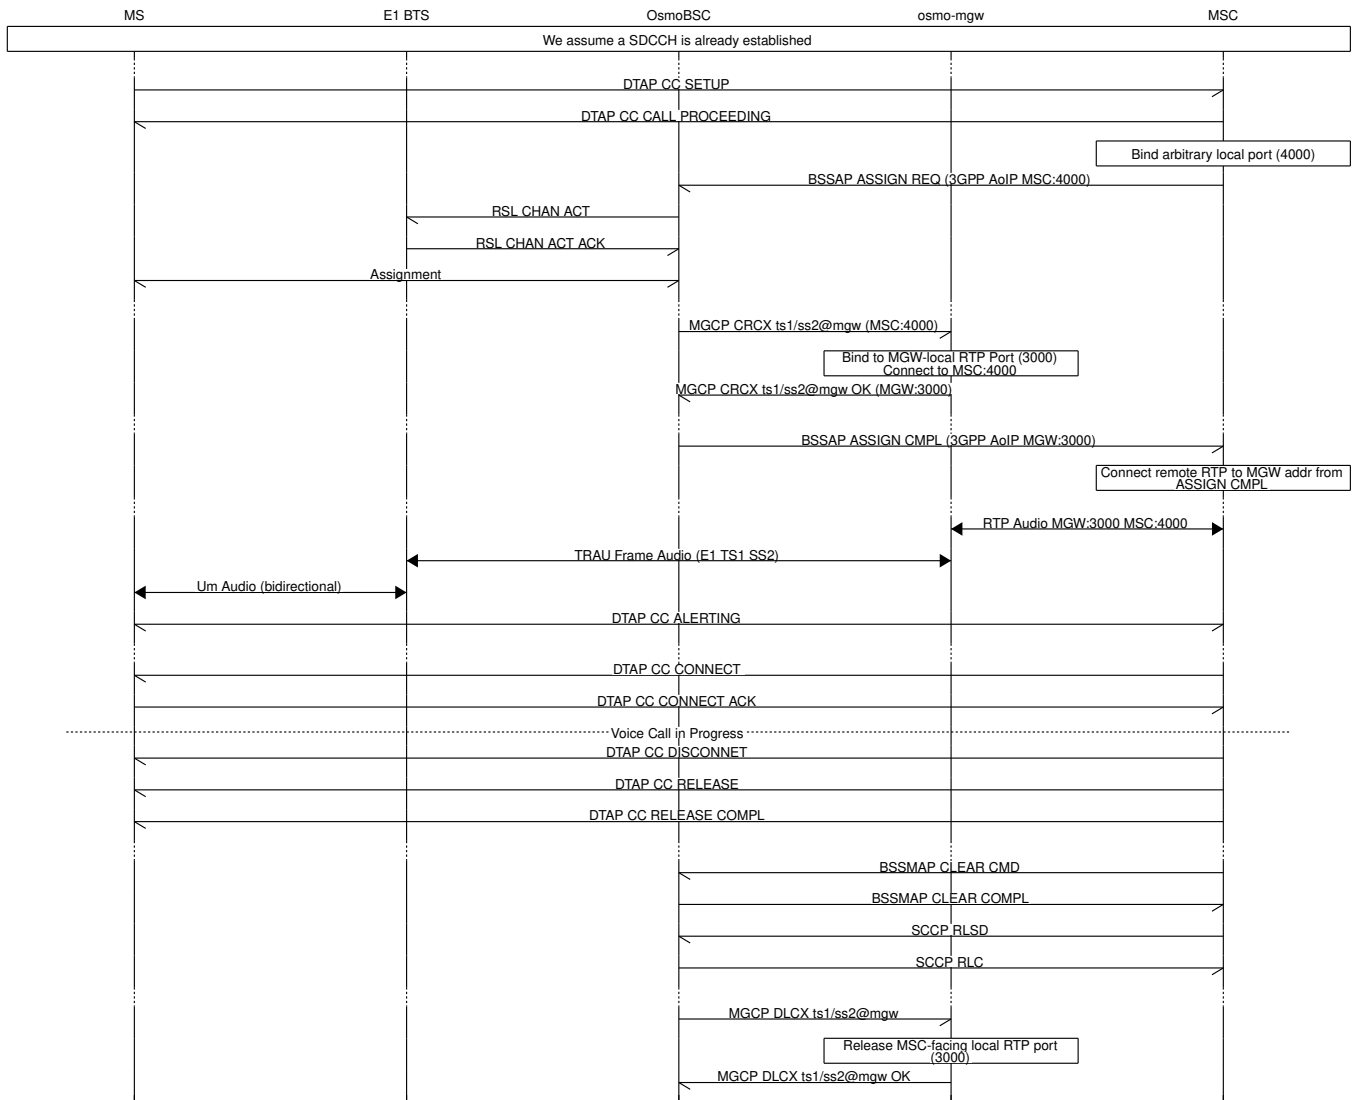 MS
E1 BTS
OsmoBSC
osmo-mgw
MSC
We assume a SDCCH is already established
DTAP CC SETUP
DTAP CC CALL PROCEEDING
Bind arbitrary local port (4000)
BSSAP ASSIGN REQ (3GPP AoIP MSC:4000)
RSL CHAN ACT
RSL CHAN ACT ACK
Assignment
MGCP CRCX ts1/ss2@mgw (MSC:4000)
Bind to MGW-local RTP Port (3000)
Connect to MSC:4000
MGCP CRCX ts1/ss2@mgw OK (MGW:3000)
BSSAP ASSIGN CMPL (3GPP AoIP MGW:3000)
Connect remote RTP to MGW addr from
ASSIGN CMPL
RTP Audio MGW:3000 MSC:4000
TRAU Frame Audio (E1 TS1 SS2)
Um Audio (bidirectional)
DTAP CC ALERTING
DTAP CC CONNECT
DTAP CC CONNECT ACK
Voice Call in Progress
DTAP CC DISCONNET
DTAP CC RELEASE
DTAP CC RELEASE COMPL
BSSMAP CLEAR CMD
BSSMAP CLEAR COMPL
SCCP RLSD
SCCP RLC
MGCP DLCX ts1/ss2@mgw
Release MSC-facing local RTP port
(3000)
MGCP DLCX ts1/ss2@mgw OK